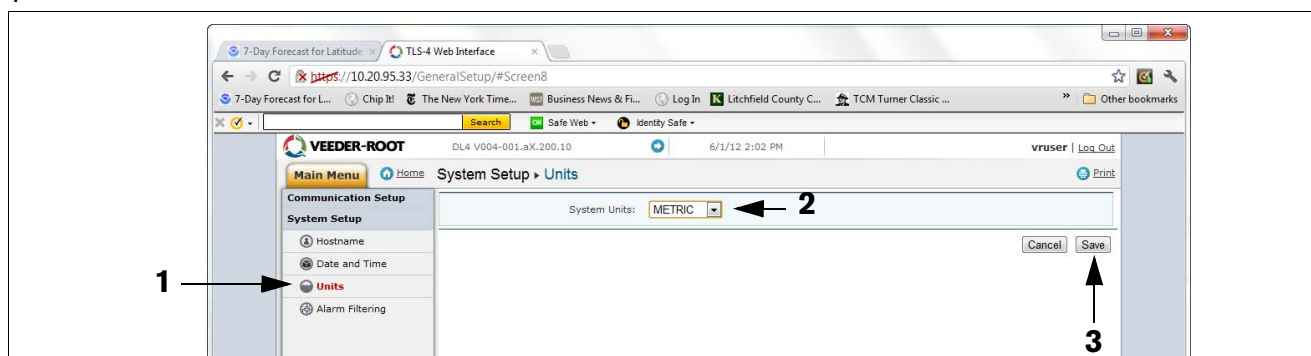 7-Day Forecast for Latitude
TLS-4 Web Interface
https://10.20.95.33/GeneralSetup/#Screen8
7-Day Forecast for L...
Chip It!
The New York Time...
Business News & Fi...
Log In
Litchfield County C...
TCM Turner Classic ...
»
Other bookmarks
Search
Safe Web
Identity Safe
VEEDER-ROOT
DL4 V004-001.aX.200.10
6/1/12 2:02 PM
vruser | Log Out
Main Menu
Home
System Setup ▸ Units
Print
Communication Setup
System Setup
System Units: METRIC
2
Hostname
Cancel
Save
Date and Time
1
Units
Alarm Filtering
3